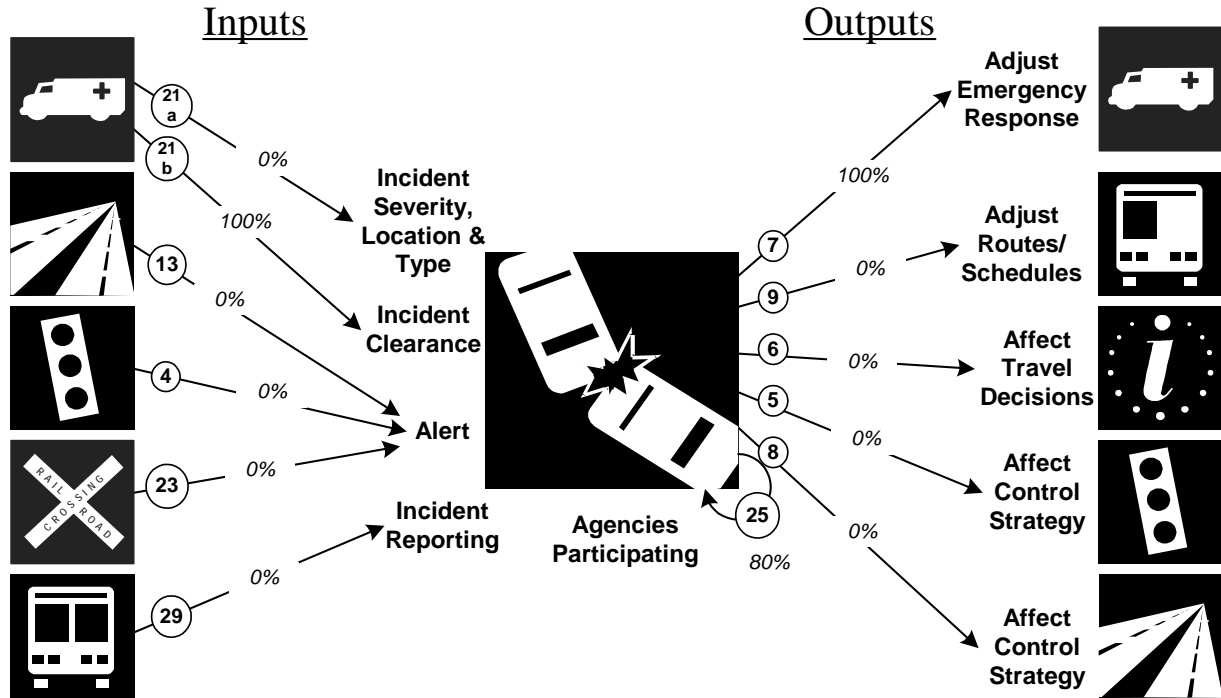 Inputs
Outputs
21
a
21
b
13
4
23
29
0%
100%
0%
0%
0%
0%
Incident
Severity,
Location &
Type
Incident
Clearance
Alert
Incident
Reporting
RAIL
CROSSING
ROAD
Agencies
Participating
25
80%
7
9
6
5
8
100%
0%
0%
0%
0%
Adjust
Emergency
Response
Adjust
Routes/
Schedules
Affect
Travel
Decisions
i
Affect
Control
Strategy
Affect
Control
Strategy